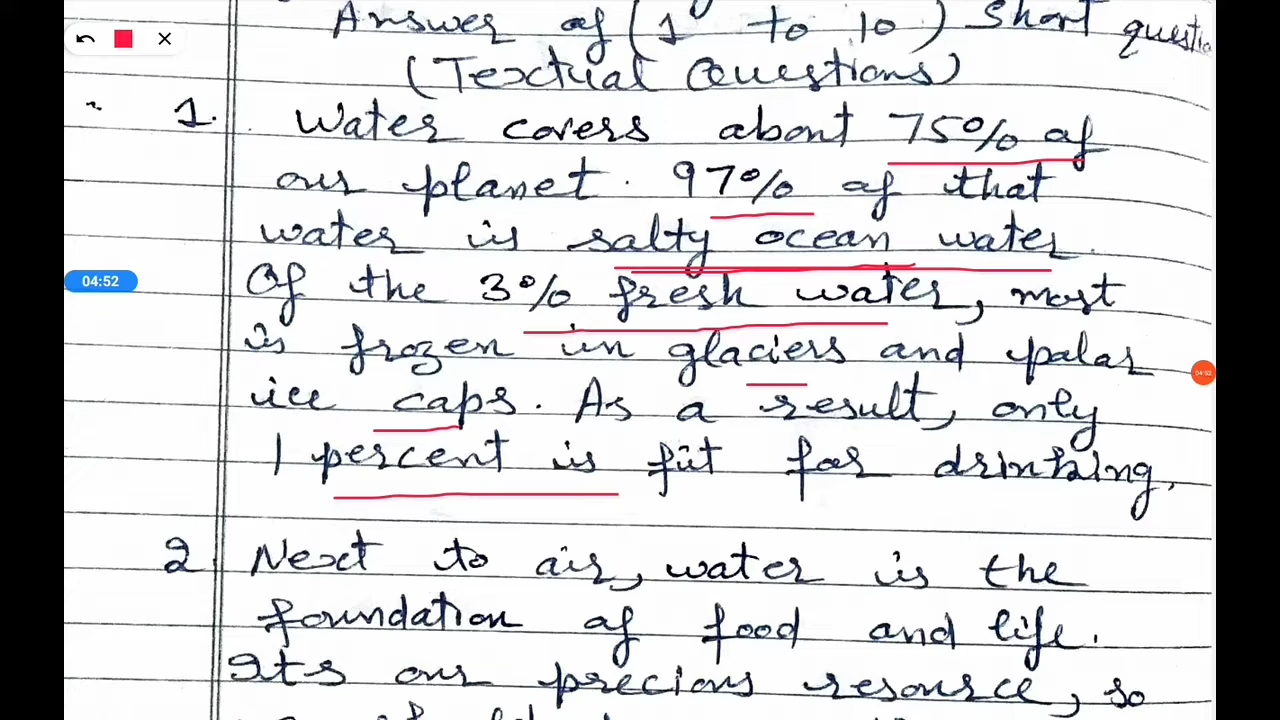 Answer of (1 to 10) Short questio
(Textual Questions)
1. Water covers about 75% of
our planet. 97% of that
water is salty ocean water.
04:52
Of the 3% fresh water, most
is frozen in glaciers and polar
04:52
ice caps. As a result, only
1 percent is fit for drinking.
2. Next to air, water is the
foundation of food and life.
Its our precious resource, so